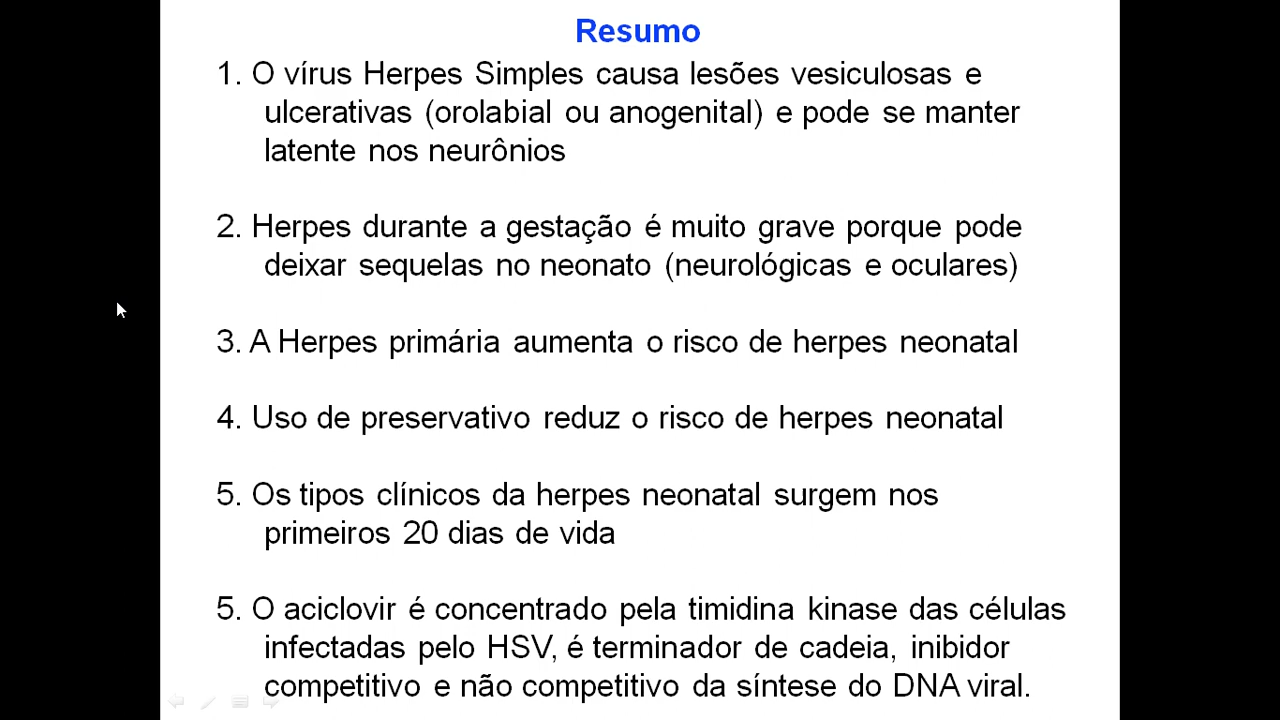 Resumo
1. O vírus Herpes Simples causa lesões vesiculosas e
ulcerativas (orolabial ou anogenital) e pode se manter
latente nos neurônios
2. Herpes durante a gestação é muito grave porque pode
deixar sequelas no neonato (neurológicas e oculares)
3. A Herpes primária aumenta o risco de herpes neonatal
4. Uso de preservativo reduz o risco de herpes neonatal
5. Os tipos clínicos da herpes neonatal surgem nos
primeiros 20 dias de vida
5. O aciclovir é concentrado pela timidina kinase das células
infectadas pelo HSV, é terminador de cadeia, inibidor
competitivo e não competitivo da síntese do DNA viral.